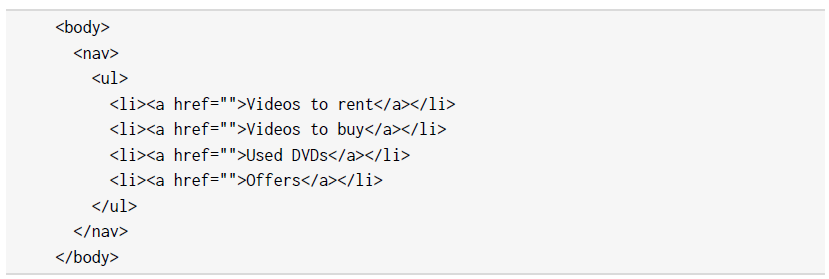 <body>
<nav>
<ul>
<li><a href="">Videos to rent</a></li>
<li><a href="">Videos to buy</a></li>
<li><a href="">Used DVDs</a></li>
<li><a href="">Offers</a></li>
</ul>
</nav>
</body>